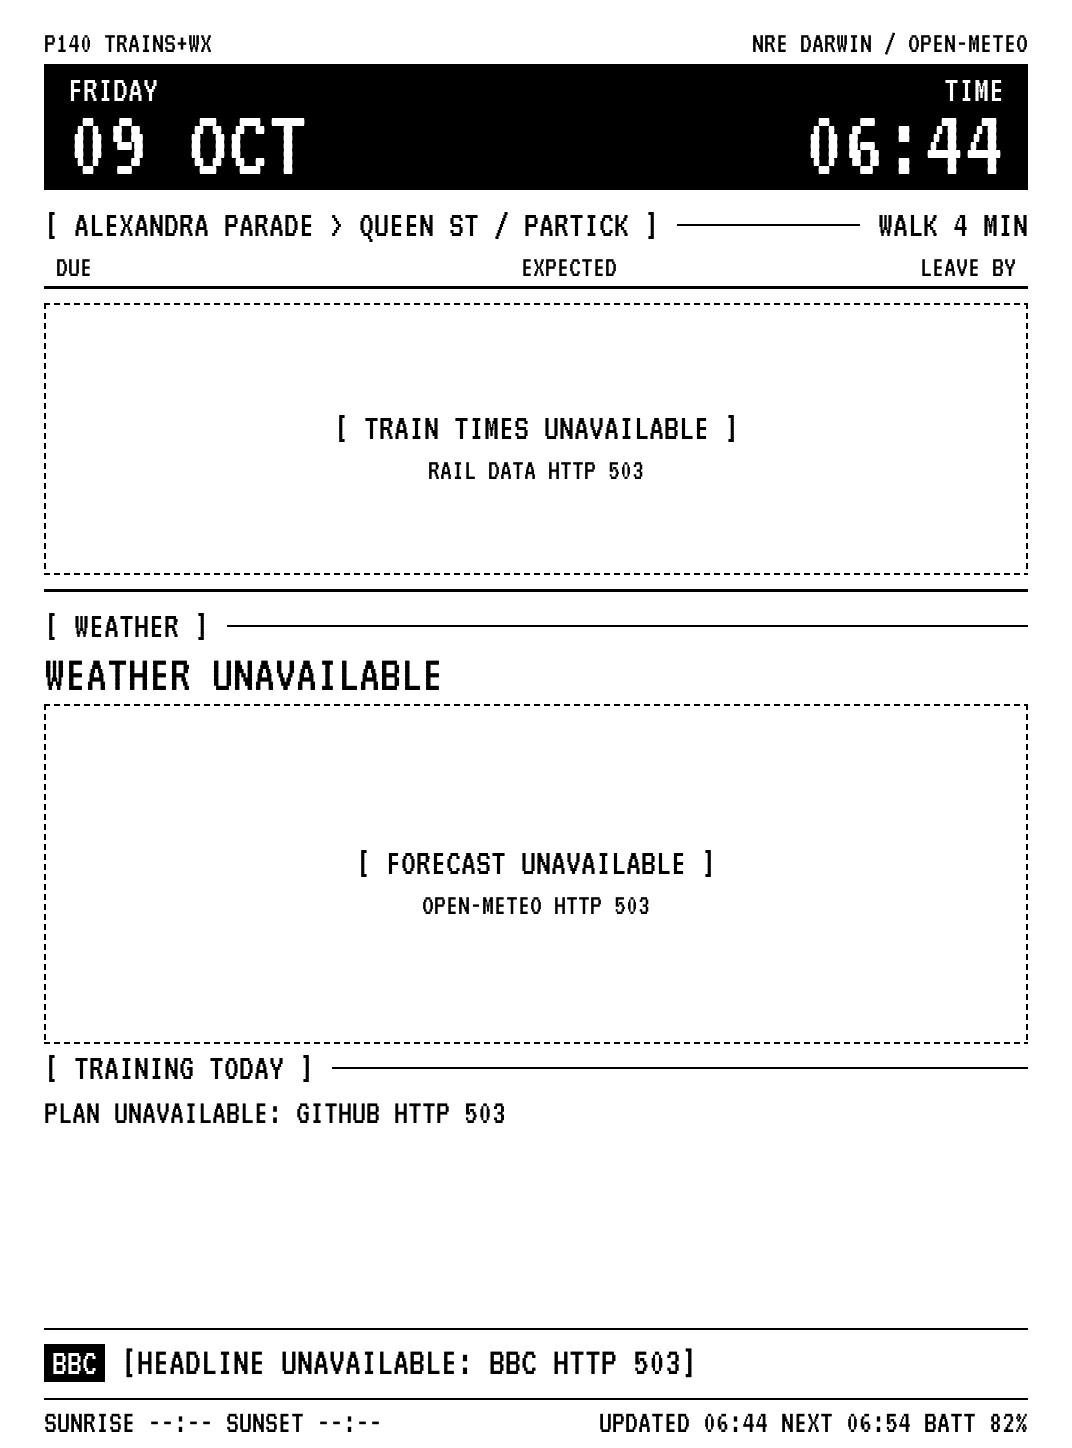 P140 TRAINS+WX NRE DARWIN / OPEN-METEO
FRIDAY TIME
09 OCT 06:44
[ ALEXANDRA PARADE > QUEEN ST / PARTICK ] WALK 4 MIN
DUE EXPECTED LEAVE BY
[ TRAIN TIMES UNAVAILABLE ]
RAIL DATA HTTP 503
[ WEATHER ]
WEATHER UNAVAILABLE
[ FORECAST UNAVAILABLE ]
OPEN-METEO HTTP 503
[ TRAINING TODAY ]
PLAN UNAVAILABLE: GITHUB HTTP 503
BBC [HEADLINE UNAVAILABLE: BBC HTTP 503]
SUNRISE --:-- SUNSET --:-- UPDATED 06:44 NEXT 06:54 BATT 82%